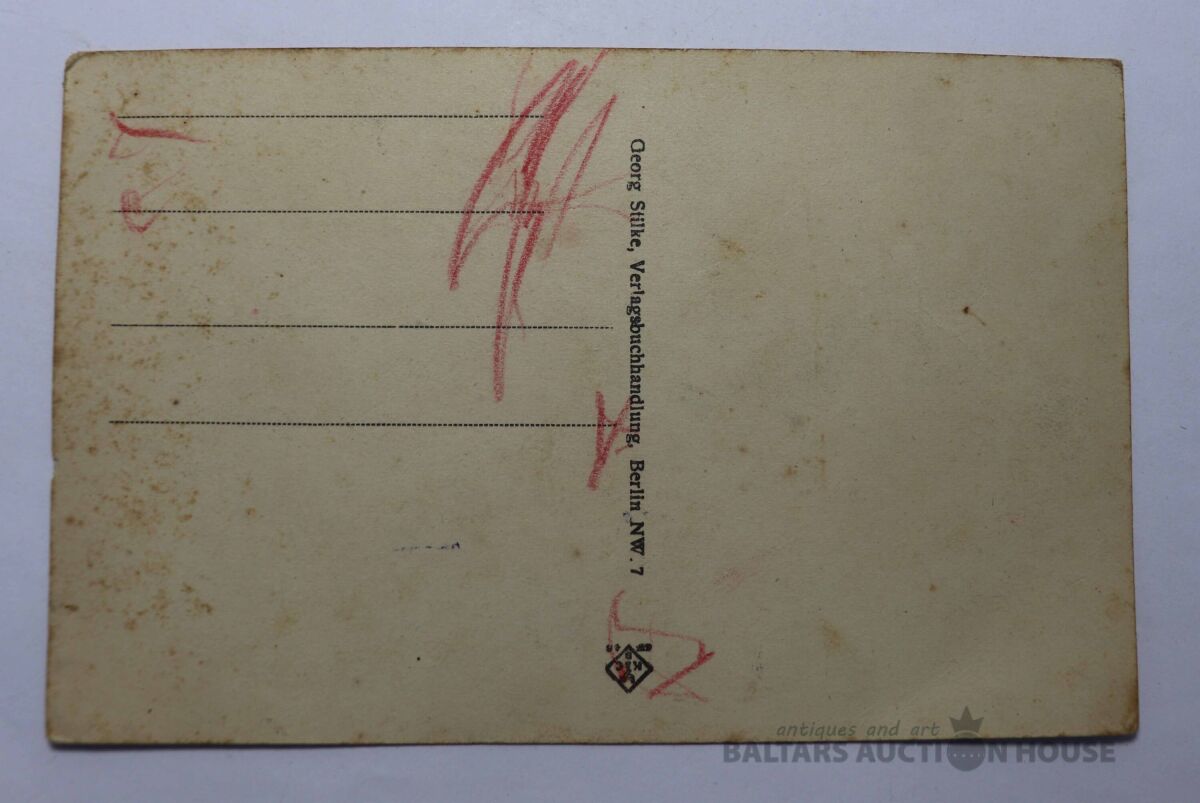 Georg Stilke, Verlagsbuchhandlung, Berlin NW. 7
antiques and art
BALTARS AUCTION HOUSE